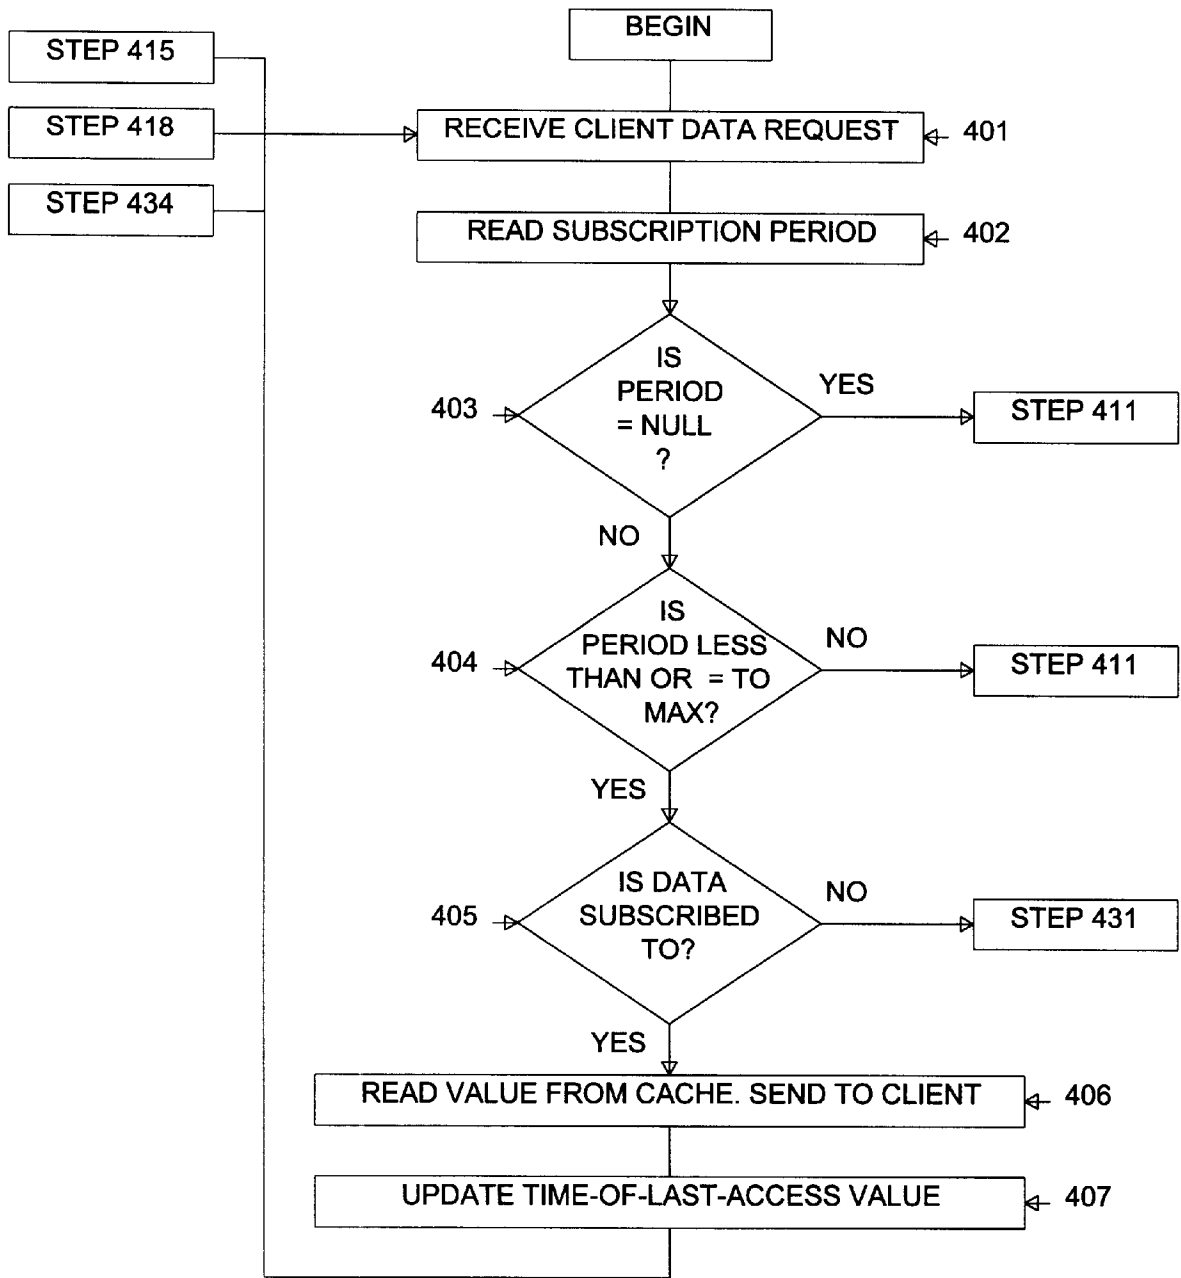 BEGIN
STEP 415
STEP 418
RECEIVE CLIENT DATA REQUEST
401
STEP 434
READ SUBSCRIPTION PERIOD
402
IS
PERIOD
= NULL
?
403
YES
STEP 411
NO
IS
PERIOD LESS
THAN OR = TO
MAX?
404
NO
STEP 411
YES
IS DATA
SUBSCRIBED
TO?
405
NO
STEP 431
YES
READ VALUE FROM CACHE. SEND TO CLIENT
406
UPDATE TIME-OF-LAST-ACCESS VALUE
407